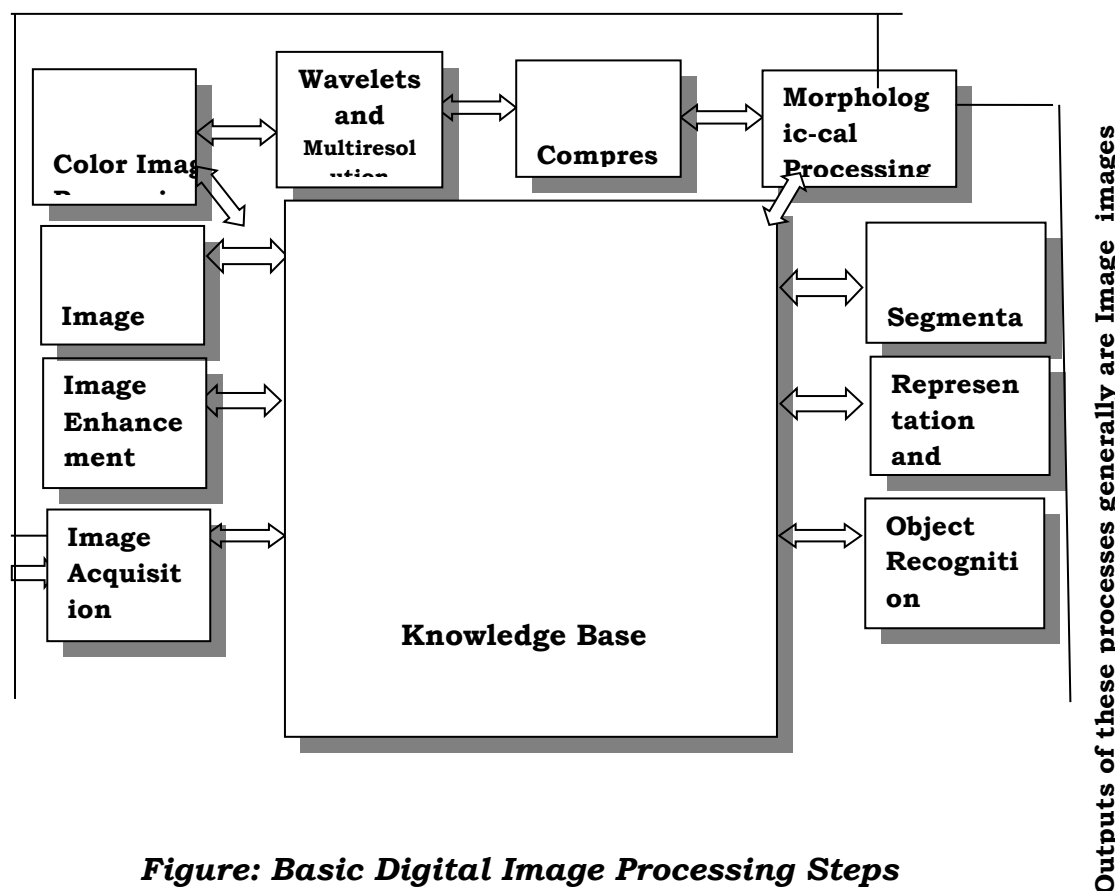 Wavelets
and
Multiresol
ution
Color Imag
Compres
Morpholog
ic-cal
Processing
Image
Segmenta
Image
Enhance
ment
Represen
tation
and
Image
Acquisit
ion
Object
Recogniti
on
Knowledge Base
Outputs of these processes generally are Image images
Figure: Basic Digital Image Processing Steps